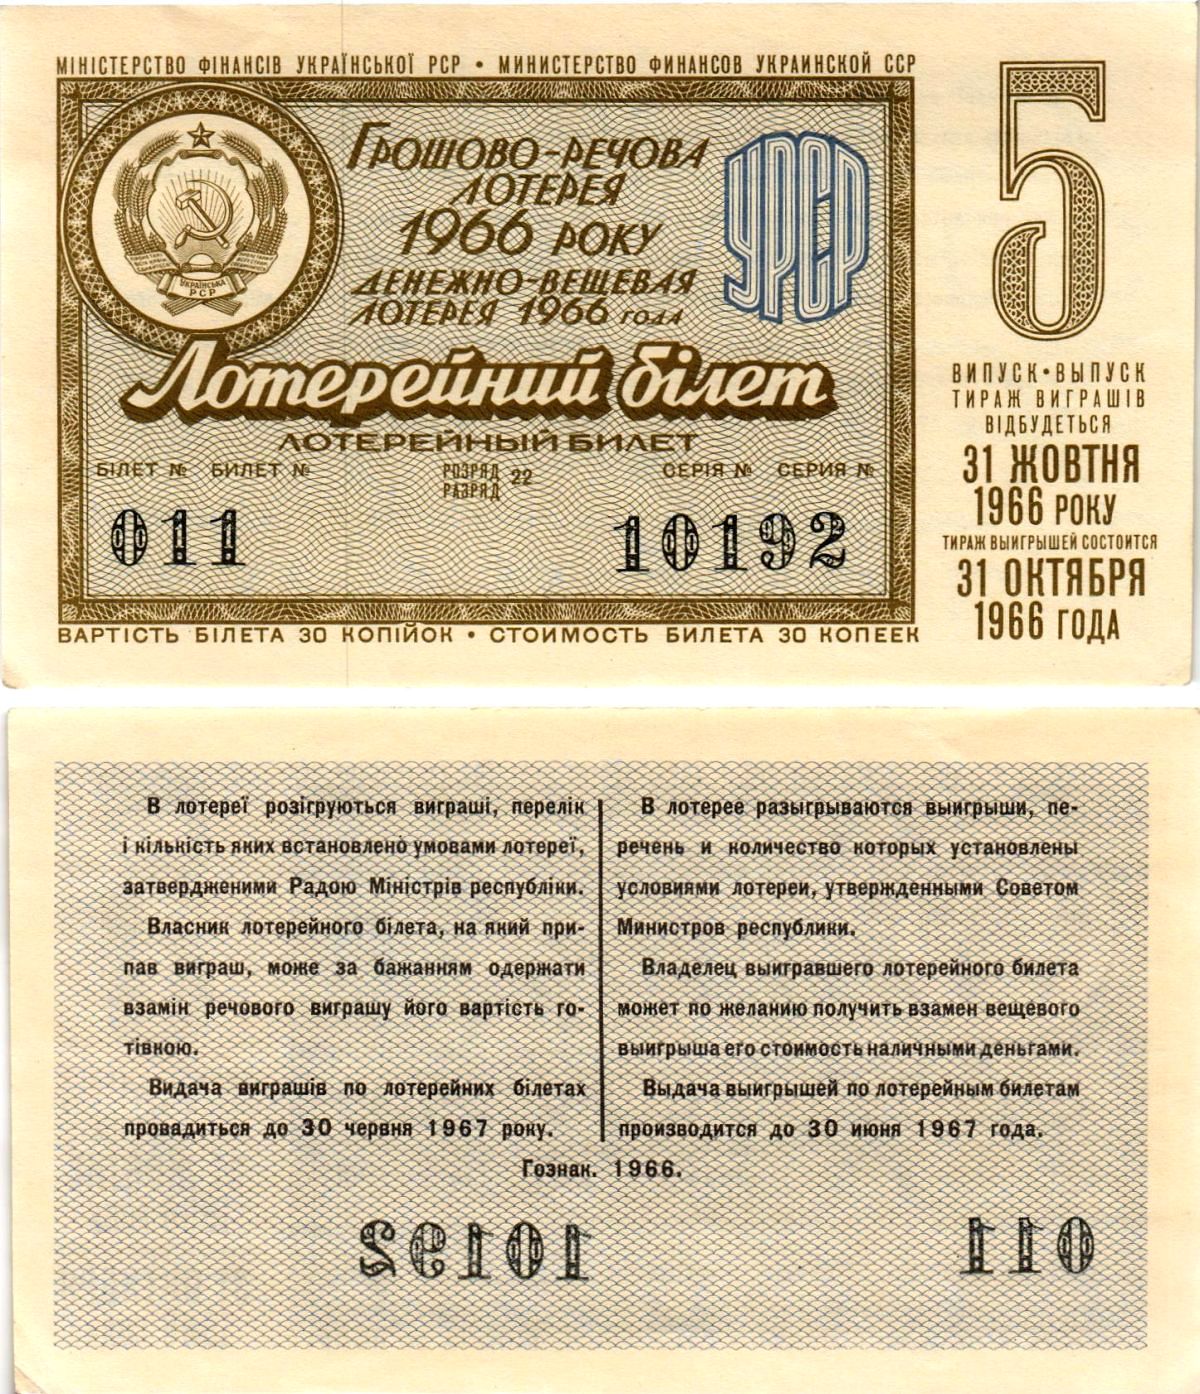 МІНІСТЕРСТВО ФІНАНСІВ УКРАЇНСЬКОЇ РСР • МИНИСТЕРСТВО ФИНАНСОВ УКРАИНСКОЙ ССР
УКРАЇНСЬКА
РСР
ГРОШОВО-РЕЧОВА
ЛОТЕРЕЯ
1966 РОКУ
ДЕНЕЖНО-ВЕЩЕВАЯ
ЛОТЕРЕЯ 1966 ГОДА
УРСР
Лотерейний білет
ЛОТЕРЕЙНЫЙ БИЛЕТ
БІЛЕТ № БИЛЕТ №
РОЗРЯД
РАЗРЯД
22
СЕРІЯ № СЕРИЯ №
011
10192
ВАРТІСТЬ БІЛЕТА 30 КОПІЙОК • СТОИМОСТЬ БИЛЕТА 30 КОПЕЕК
5
ВИПУСК•ВЫПУСК
ТИРАЖ ВИГРАШІВ
ВІДБУДЕТЬСЯ
31 ЖОВТНЯ
1966 РОКУ
ТИРАЖ ВЫИГРЫШЕЙ СОСТОИТСЯ
31 ОКТЯБРЯ
1966 ГОДА
В лотереї розігруються виграші, перелік
і кількість яких встановлено умовами лотереї,
затвердженими Радою Міністрів республіки.
Власник лотерейного білета, на який при-
пав виграш, може за бажанням одержати
взамін речового виграшу його вартість го-
тівкою.
Видача виграшів по лотерейних білетах
провадиться до 30 червня 1967 року.
В лотерее разыгрываются выигрыши, пе-
речень и количество которых установлены
условиями лотереи, утвержденными Советом
Министров республики.
Владелец выигравшего лотерейного билета
может по желанию получить взамен вещевого
выигрыша его стоимость наличными деньгами.
Выдача выигрышей по лотерейным билетам
производится до 30 июня 1967 года.
Гознак. 1966.
10192
011